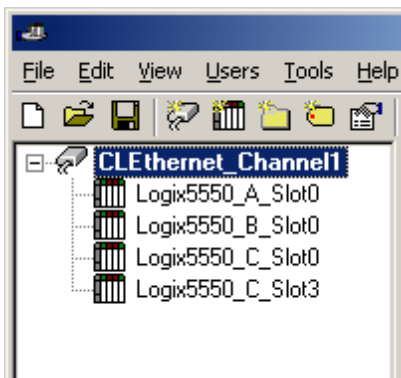 File Edit View Users Tools Help
CLEthernet_Channel1
Logix5550_A_Slot0
Logix5550_B_Slot0
Logix5550_C_Slot0
Logix5550_C_Slot3